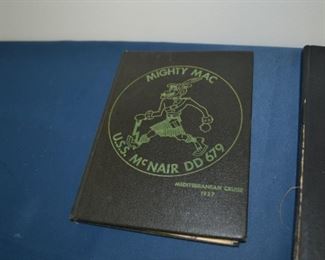 MIGHTY MAC
U.S.S. McNAIR DD 679
MEDITERRANEAN CRUISE
1957